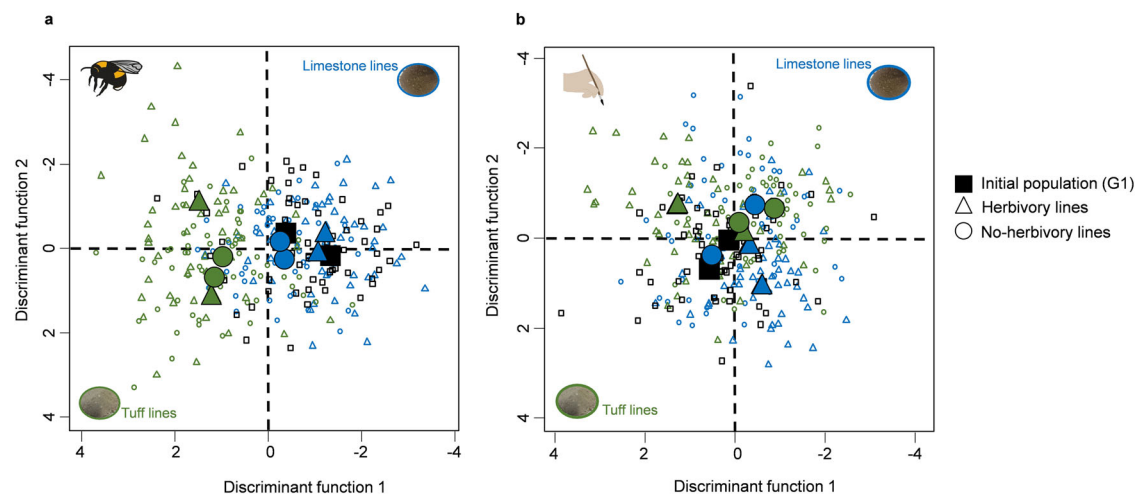 a
b
-4
-2
0
2
4
Discriminant function 2
Limestone lines
Tuff lines
4
2
0
-2
-4
Discriminant function 1
-4
-2
0
2
4
Discriminant function 2
Limestone lines
Tuff lines
4
2
0
-2
-4
Discriminant function 1
Initial population (G1)
Herbivory lines
No-herbivory lines